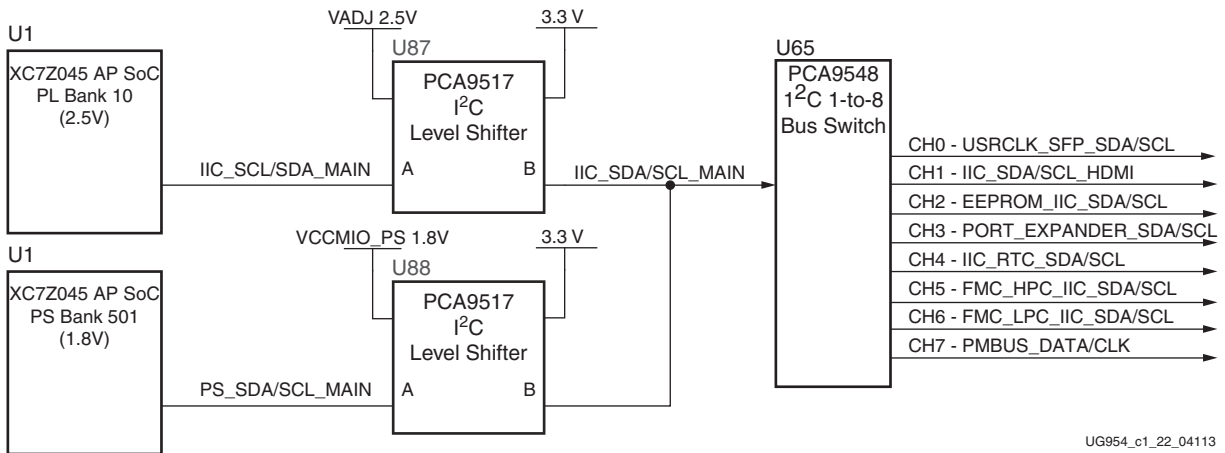 U1
XC7Z045 AP SoC
PL Bank 10
(2.5V)
IIC_SCL/SDA_MAIN
VADJ 2.5V
3.3 V
U87
PCA9517
I2C
Level Shifter
A
B
IIC_SDA/SCL_MAIN
U1
XC7Z045 AP SoC
PS Bank 501
(1.8V)
PS_SDA/SCL_MAIN
VCCMIO_PS 1.8V
3.3 V
U88
PCA9517
I2C
Level Shifter
A
B
U65
PCA9548
12C 1-to-8
Bus Switch
CH0 - USRCLK_SFP_SDA/SCL
CH1 - IIC_SDA/SCL_HDMI
CH2 - EEPROM_IIC_SDA/SCL
CH3 - PORT_EXPANDER_SDA/SCL
CH4 - IIC_RTC_SDA/SCL
CH5 - FMC_HPC_IIC_SDA/SCL
CH6 - FMC_LPC_IIC_SDA/SCL
CH7 - PMBUS_DATA/CLK
UG954_c1_22_04113